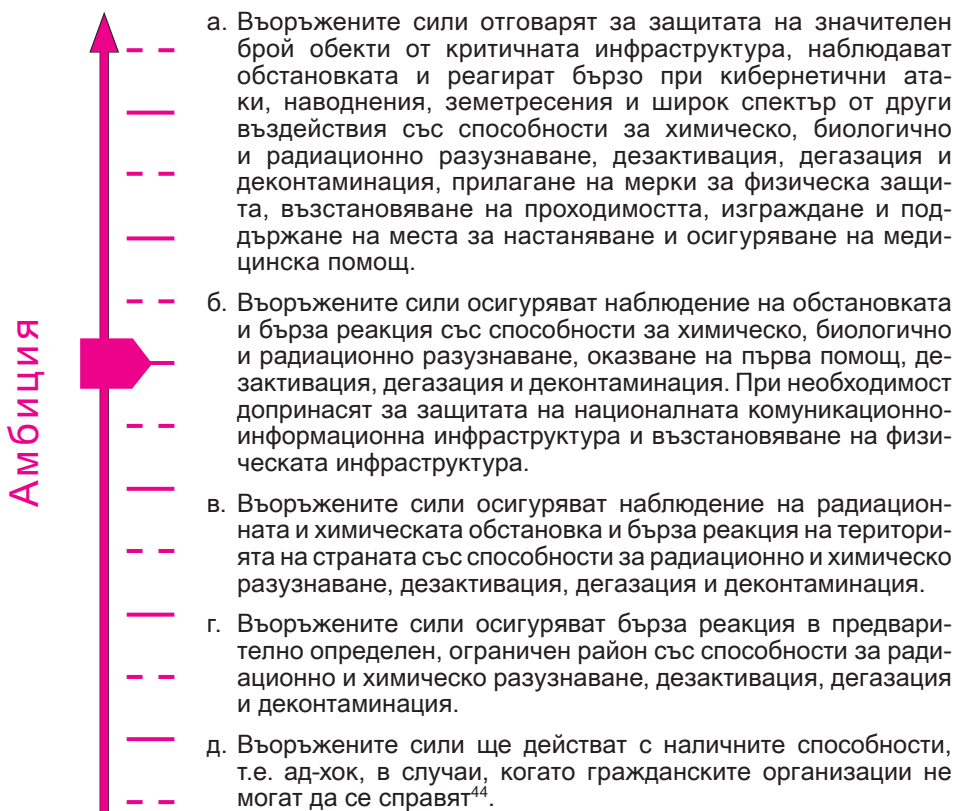 Амбиция
а. Въоръжените сили отговарят за защитата на значителен
брой обекти от критичната инфраструктура, наблюдават
обстановката и реагират бързо при кибернетични ата-
ки, наводнения, земетресения и широк спектър от други
въздействия със способности за химическо, биологично
и радиационно разузнаване, дезактивация, дегазация и
деконтаминация, прилагане на мерки за физическа защи-
та, възстановяване на проходимостта, изграждане и под-
държане на места за настаняване и осигуряване на меди-
цинска помощ.
б. Въоръжените сили осигуряват наблюдение на обстановката
и бърза реакция със способности за химическо, биологично
и радиационно разузнаване, оказване на първа помощ, де-
зактивация, дегазация и деконтаминация. При необходимост
допринасят за защитата на националната комуникационно-
информационна инфраструктура и възстановяване на физи-
ческата инфраструктура.
в. Въоръжените сили осигуряват наблюдение на радиацион-
ната и химическата обстановка и бърза реакция на територи-
ята на страната със способности за радиационно и химическо
разузнаване, дезактивация, дегазация и деконтаминация.
г. Въоръжените сили осигуряват бърза реакция в предвари-
телно определен, ограничен район със способности за ради-
ационно и химическо разузнаване, дезактивация, дегазация
и деконтаминация.
д. Въоръжените сили ще действат с наличните способности,
т.е. ад-хок, в случаи, когато гражданските организации не
могат да се справят⁴⁴.